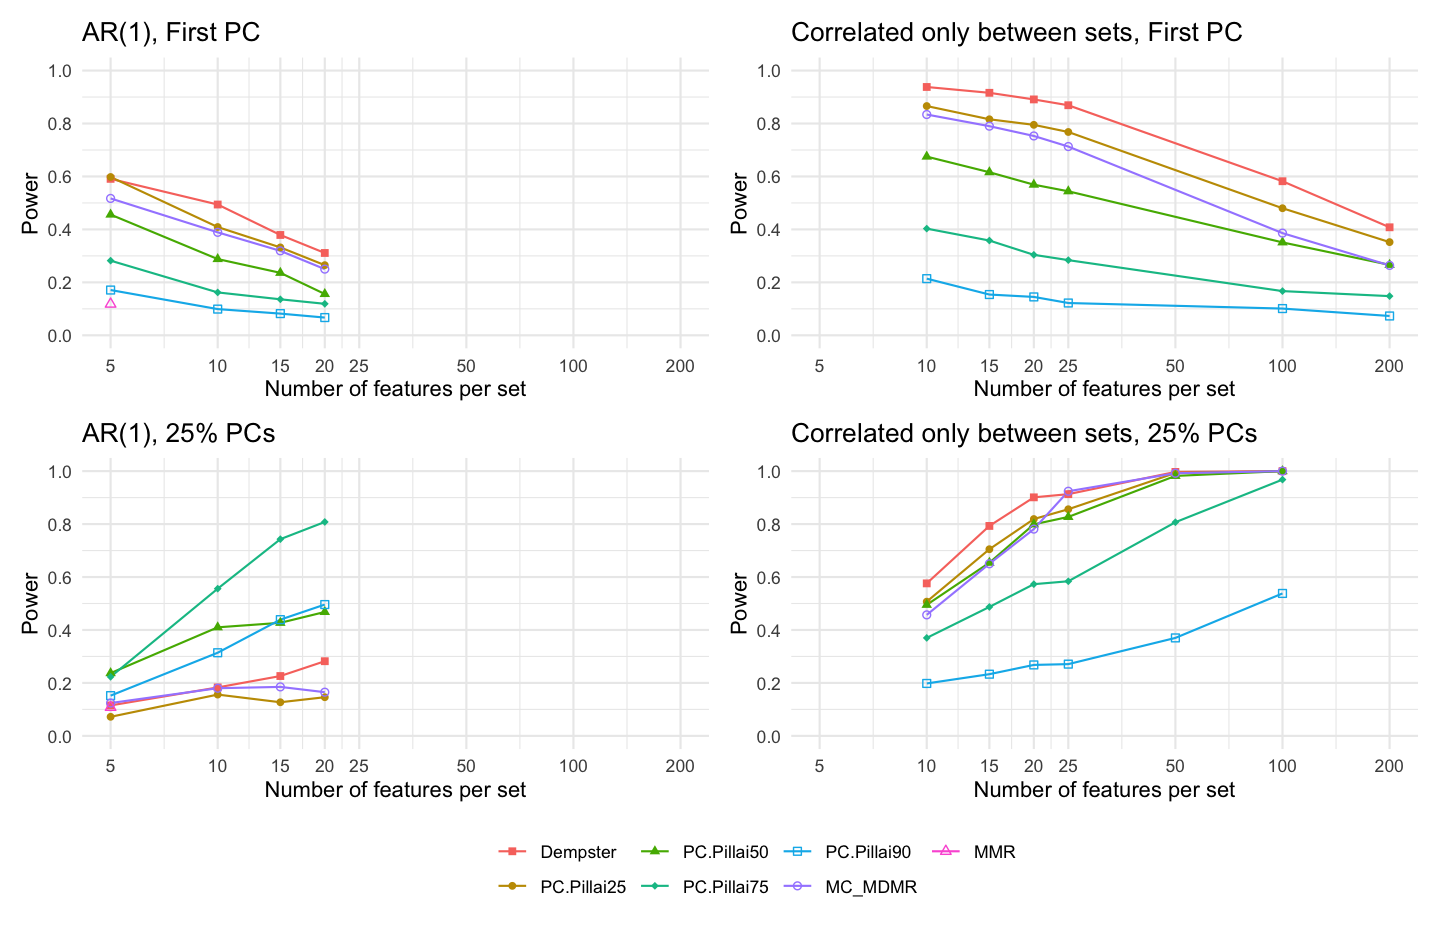 AR(1), First PC
1.0
0.8
0.6
0.4
0.2
0.0
Power
5 10 15 20 25 50 100 200
Number of features per set
Correlated only between sets, First PC
1.0
0.8
0.6
0.4
0.2
0.0
Power
5 10 15 20 25 50 100 200
Number of features per set
AR(1), 25% PCs
1.0
0.8
0.6
0.4
0.2
0.0
Power
5 10 15 20 25 50 100 200
Number of features per set
Correlated only between sets, 25% PCs
1.0
0.8
0.6
0.4
0.2
0.0
Power
5 10 15 20 25 50 100 200
Number of features per set
Dempster PC.Pillai50 PC.Pillai90 MMR
PC.Pillai25 PC.Pillai75 MC_MDMR